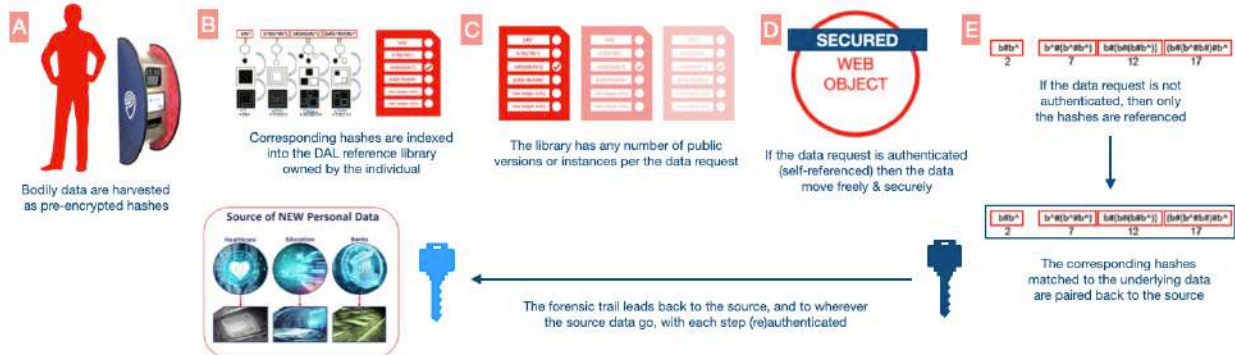 A
Bodily data are harvested
as pre-encrypted hashes
B
Corresponding hashes are indexed
into the DAL reference library
owned by the individual
C
The library has any number of public
versions or instances per the data request
D
SECURED
WEB
OBJECT
If the data request is authenticated
(self-referenced) then the data
move freely & securely
E
b#b^ b^#(b^#b^) b#(b#(b#b^)) (b#(b^#b#)#b^
2 7 12 17
If the data request is not
authenticated, then only
the hashes are referenced
b#b^ b^#(b^#b^) b#(b#(b#b^)) (b#(b^#b#)#b^
2 7 12 17
The corresponding hashes
matched to the underlying data
are paired back to the source
Source of NEW Personal Data
Healthcare Education Banks
The forensic trail leads back to the source, and to wherever
the source data go, with each step (re)authenticated